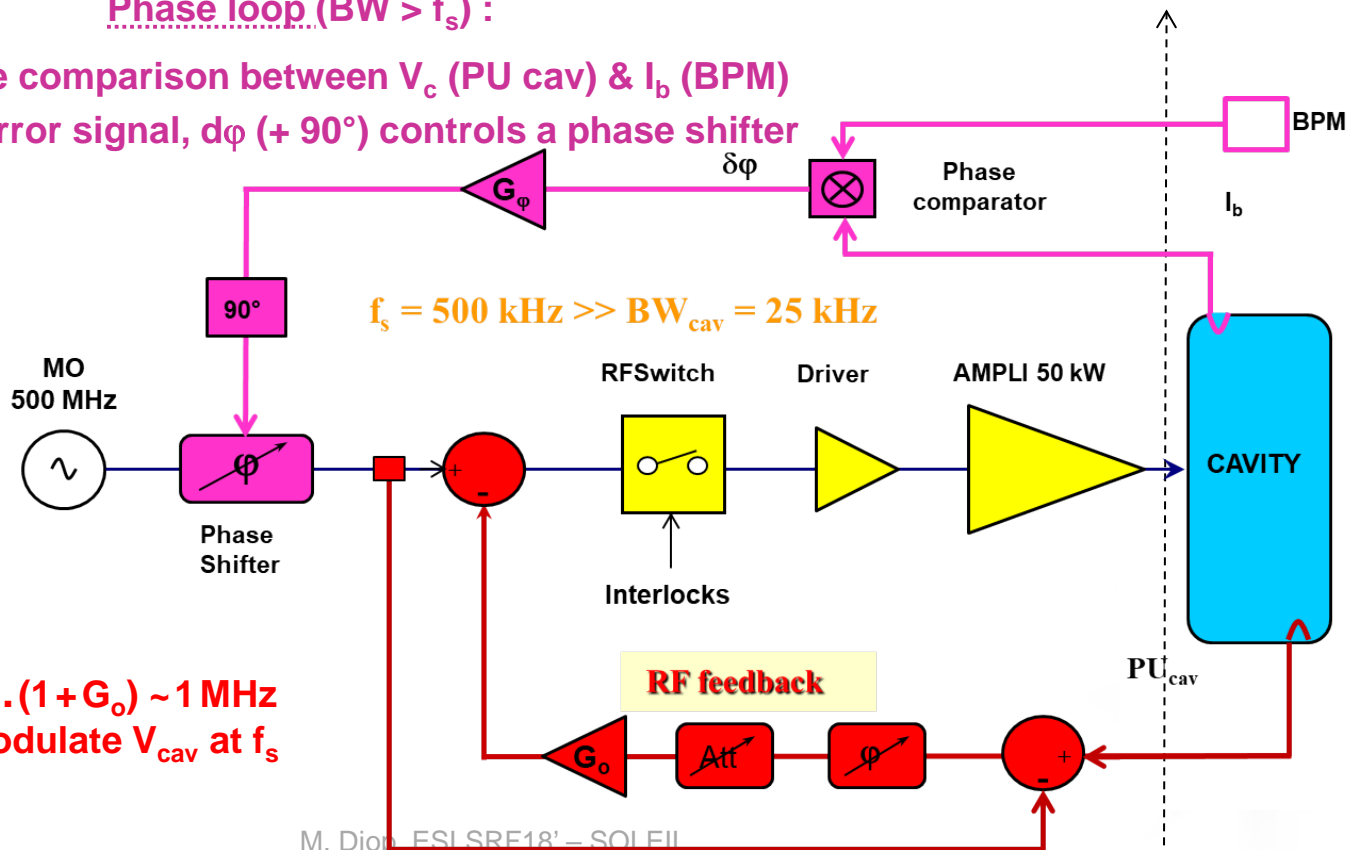 Phase loop (BW > fs) :
e comparison between Vc (PU cav) & Ib (BPM)
rror signal, dφ (+ 90°) controls a phase shifter
BPM
δφ
Phase
comparator
Ib
Gφ
90°
fs = 500 kHz >> BWcav = 25 kHz
MO
500 MHz
RFSwitch
Driver
AMPLI 50 kW
φ
+
-
CAVITY
Phase
Shifter
Interlocks
PUcav
RF feedback
.(1+Go) ~ 1 MHz
odulate Vcav at fs
Go
Att
φ
+
-
M. Diop ESLSRF18' – SOLEIL